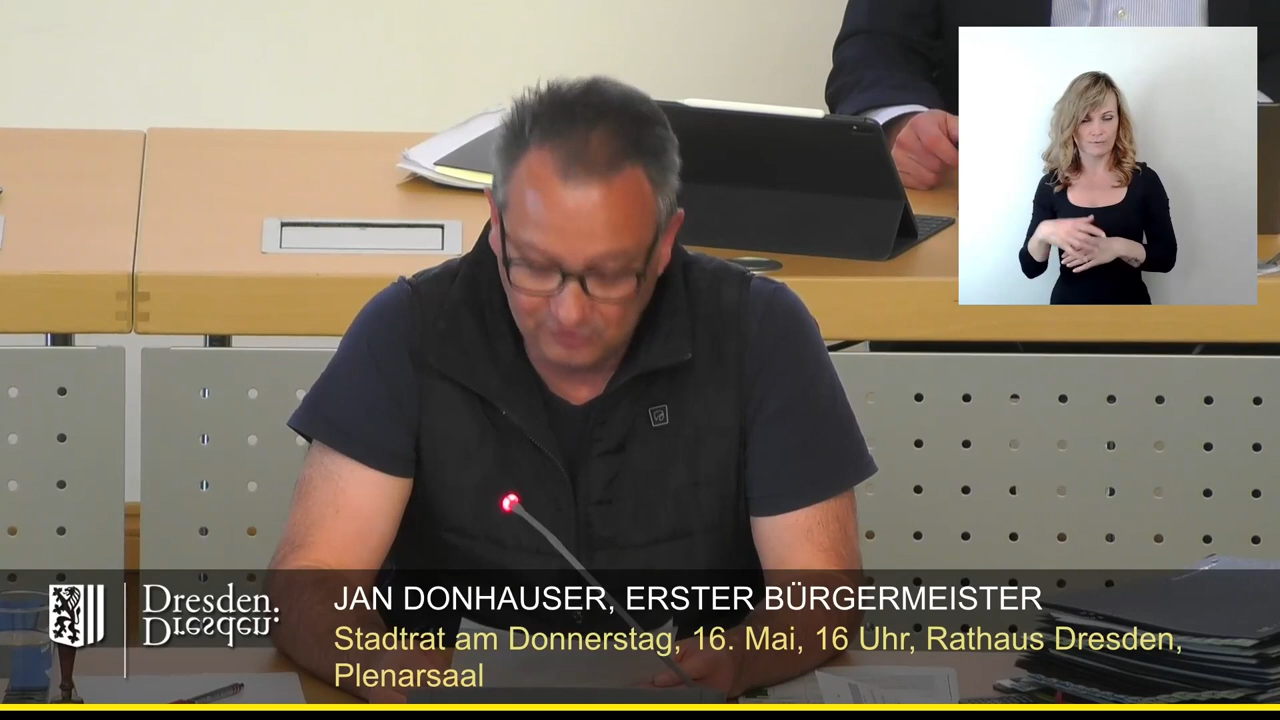 Dresden.
Dresden.
JAN DONHAUSER, ERSTER BÜRGERMEISTER
Stadtrat am Donnerstag, 16. Mai, 16 Uhr, Rathaus Dresden,
Plenarsaal